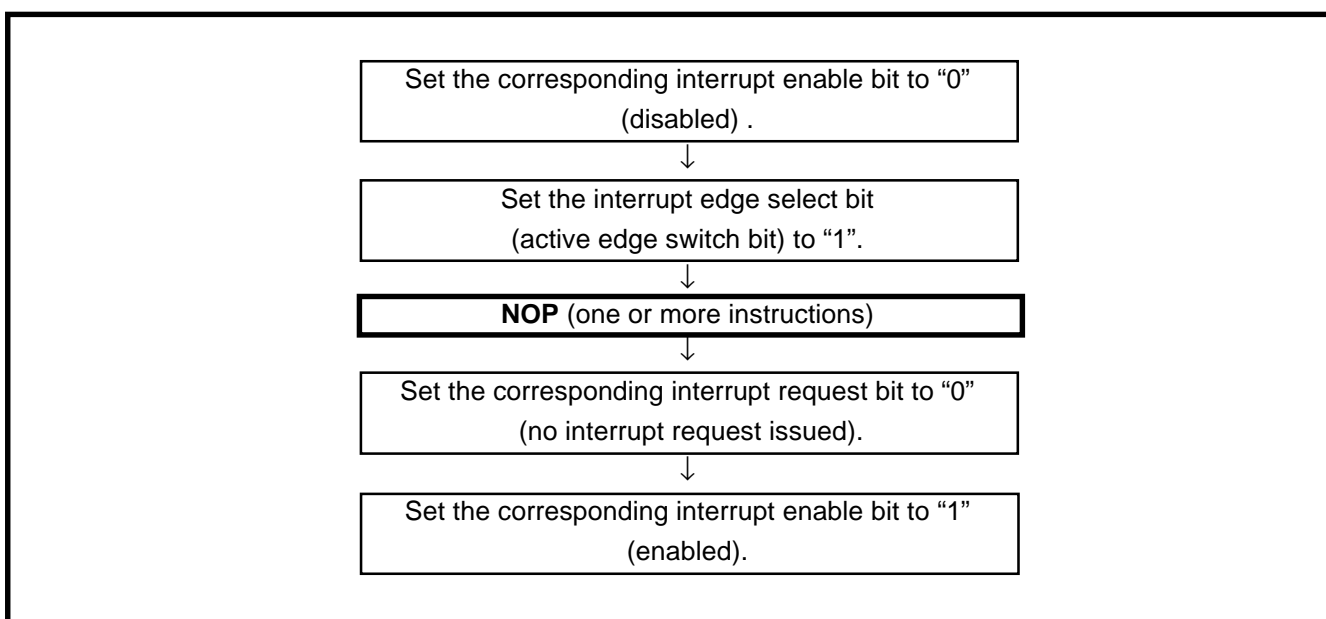 Set the corresponding interrupt enable bit to “0”
(disabled) .
↓
Set the interrupt edge select bit
(active edge switch bit) to “1”.
↓
NOP (one or more instructions)
↓
Set the corresponding interrupt request bit to “0”
(no interrupt request issued).
↓
Set the corresponding interrupt enable bit to “1”
(enabled).